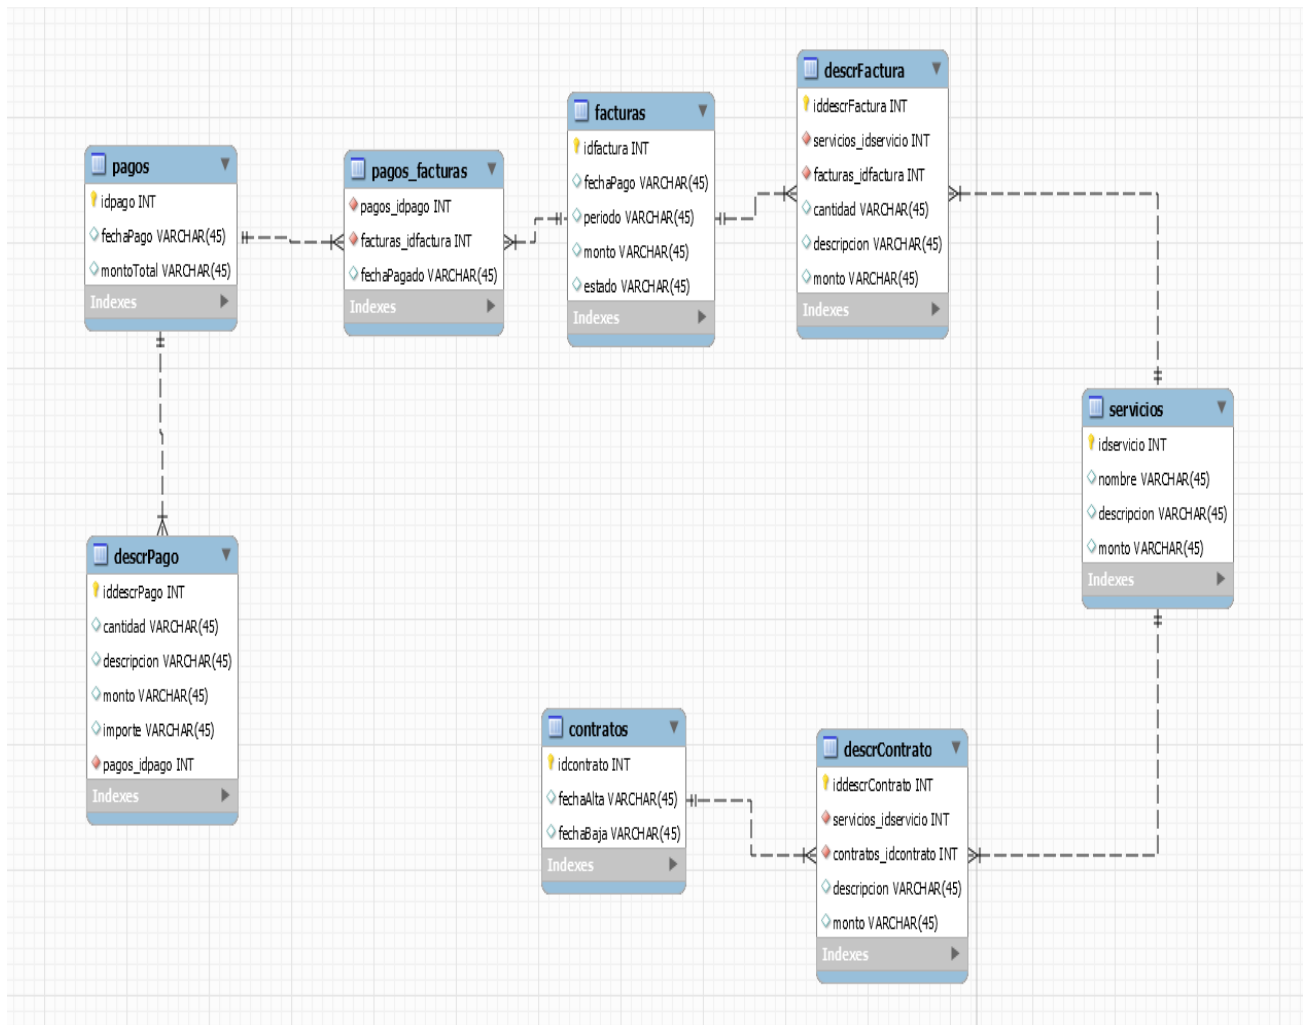 pagos
idpago INT
fechaPago VARCHAR(45)
montoTotal VARCHAR(45)
Indexes
pagos_facturas
pagos_idpago INT
facturas_idfactura INT
fechaPagado VARCHAR(45)
Indexes
facturas
idfactura INT
fechaPago VARCHAR(45)
periodo VARCHAR(45)
monto VARCHAR(45)
estado VARCHAR(45)
Indexes
descrFactura
iddescrFactura INT
servicios_idservicio INT
facturas_idfactura INT
cantidad VARCHAR(45)
descripcion VARCHAR(45)
monto VARCHAR(45)
Indexes
servicios
idservicio INT
nombre VARCHAR(45)
descripcion VARCHAR(45)
monto VARCHAR(45)
Indexes
descrPago
iddescrPago INT
cantidad VARCHAR(45)
descripcion VARCHAR(45)
monto VARCHAR(45)
importe VARCHAR(45)
pagos_idpago INT
Indexes
contratos
idcontrato INT
fechaAlta VARCHAR(45)
fechaBaja VARCHAR(45)
Indexes
descrContrato
iddescrContrato INT
servicios_idservicio INT
contratos_idcontrato INT
descripcion VARCHAR(45)
monto VARCHAR(45)
Indexes